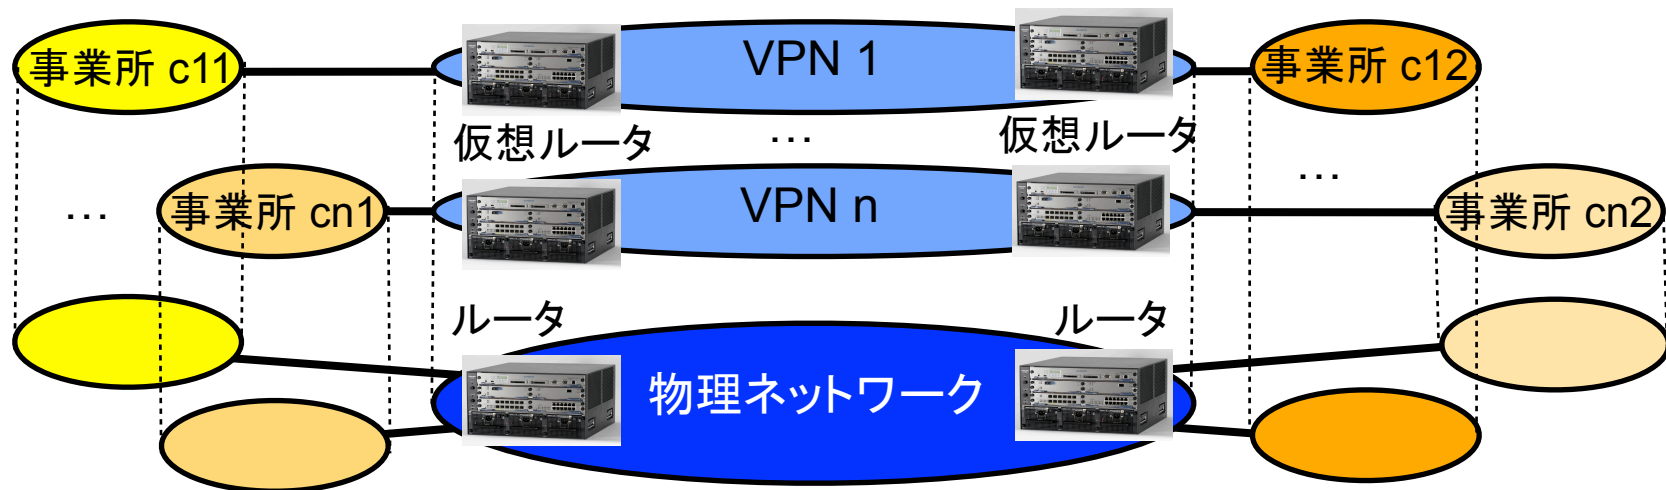 事業所 c11
VPN 1
事業所 c12
仮想ルータ
…
仮想ルータ
…
事業所 cn1
VPN n
…
事業所 cn2
ルータ
ルータ
物理ネットワーク